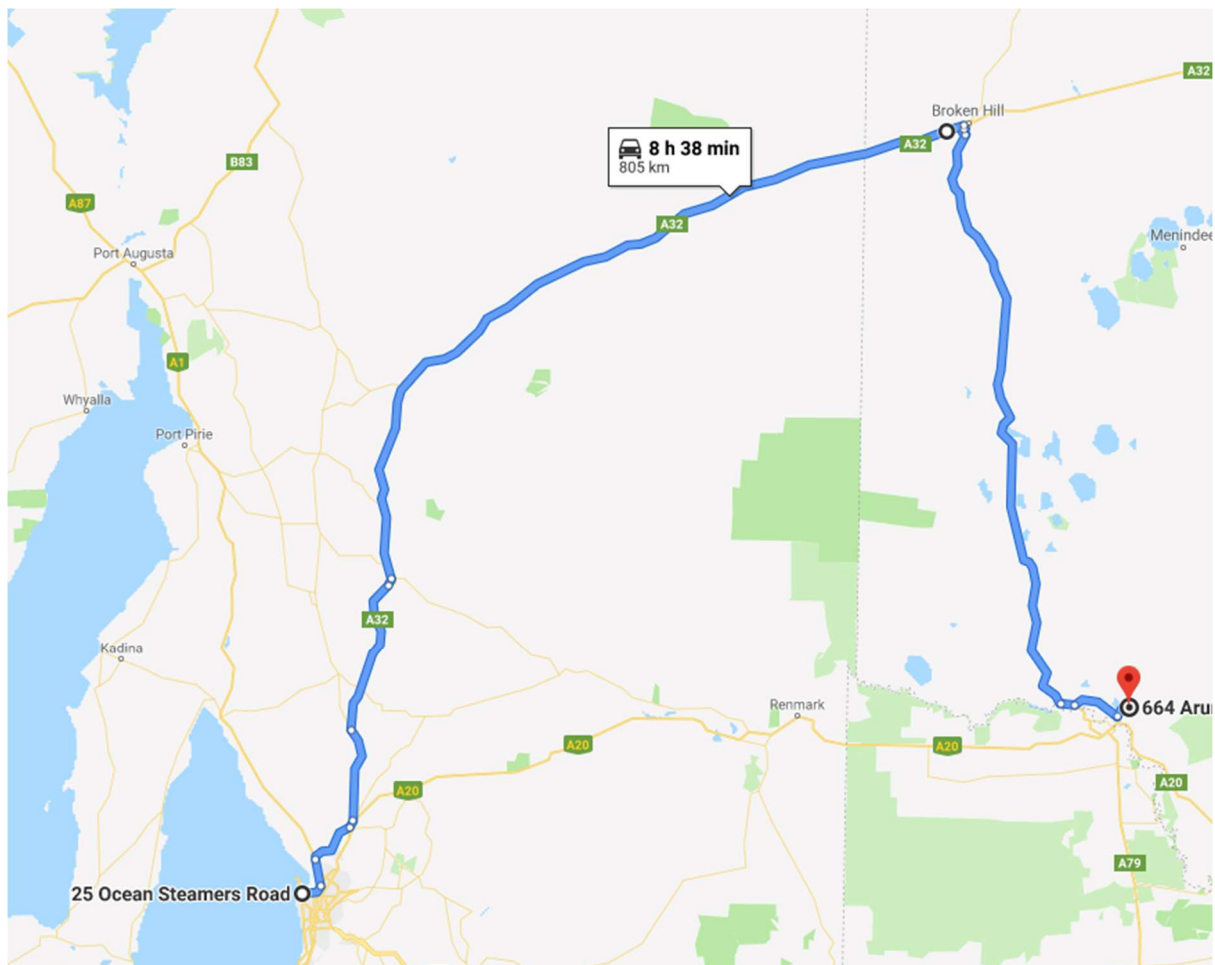 A32
Broken Hill
A32
8 h 38 min
805 km
B83
A87
A32
Menindee
Port Augusta
A1
Whyalla
Port Pirie
A32
Kadina
Renmark
664 Aru
A20
A20
A20
A20
A79
25 Ocean Steamers Road